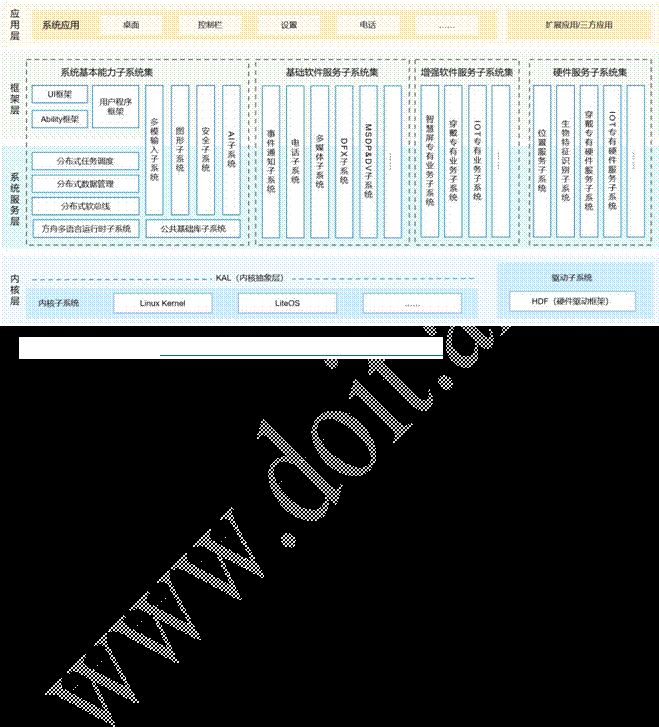 应用层
系统应用
桌面
控制栏
设置
电话
......
扩展应用/三方应用
框架层
系统服务层
系统基本能力子系统集
UI框架
Ability框架
用户程序
框架
分布式任务调度
分布式数据管理
分布式软总线
方舟多语言运行时子系统
多模输入子系统
图形子系统
安全子系统
AI子系统
公共基础库子系统
基础软件服务子系统集
事件通知子系统
电话子系统
多媒体子系统
DFX子系统
MSDP&DV子系统
......
增强软件服务子系统集
智慧屏专有业务子系统
穿戴专有业务子系统
IOT专有业务子系统
......
硬件服务子系统集
位置服务子系统
生物特征识别子系统
穿戴专有硬件服务子系统
IOT专有硬件服务子系统
......
内核层
KAL（内核抽象层）
内核子系统
Linux Kernel
LiteOS
......
驱动子系统
HDF（硬件驱动框架）
www.doit.a